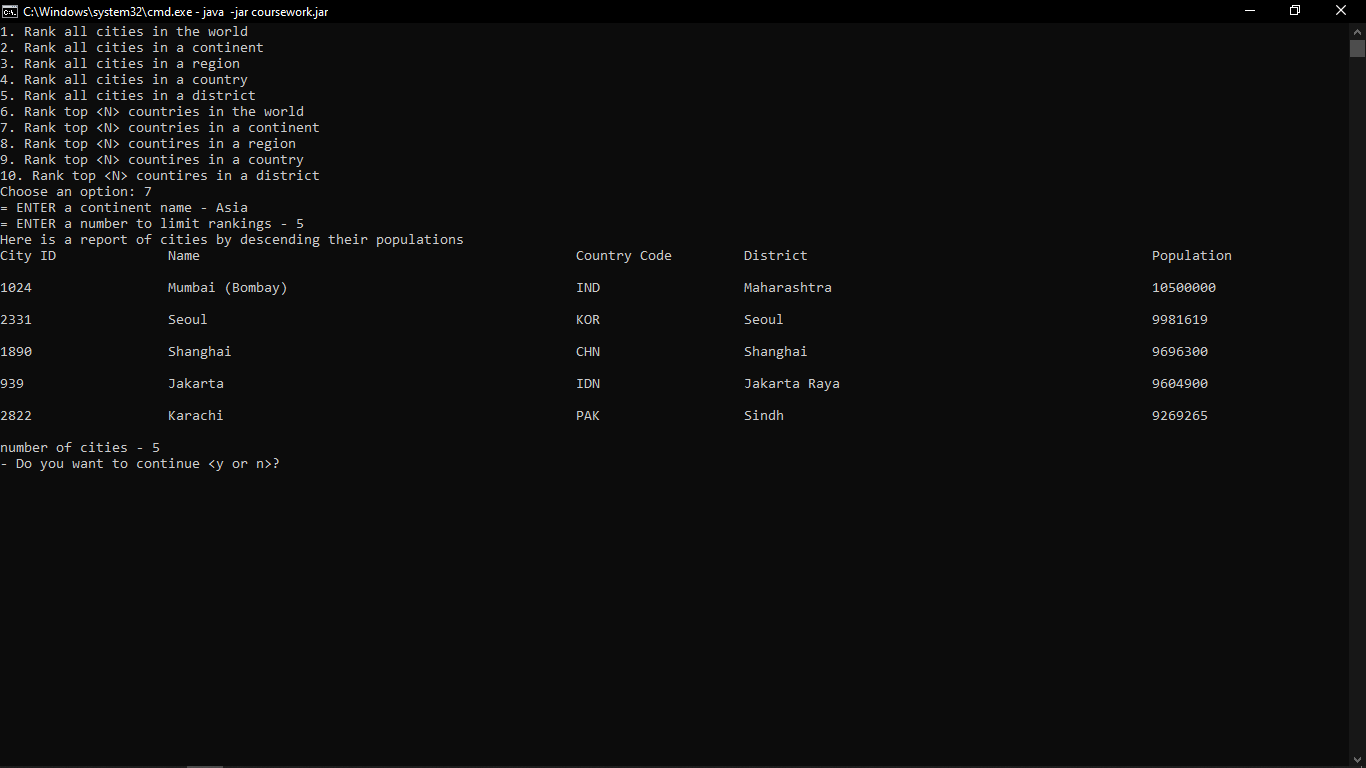 C:\Windows\system32\cmd.exe - java  -jar coursework.jar
1. Rank all cities in the world
2. Rank all cities in a continent
3. Rank all cities in a region
4. Rank all cities in a country
5. Rank all cities in a district
6. Rank top <N> countries in the world
7. Rank top <N> countries in a continent
8. Rank top <N> countires in a region
9. Rank top <N> countires in a country
10. Rank top <N> countires in a district
Choose an option: 7
= ENTER a continent name - Asia
= ENTER a number to limit rankings - 5
Here is a report of cities by descending their populations
City ID Name Country Code District Population
1024 Mumbai (Bombay) IND Maharashtra 10500000
2331 Seoul KOR Seoul 9981619
1890 Shanghai CHN Shanghai 9696300
939 Jakarta IDN Jakarta Raya 9604900
2822 Karachi PAK Sindh 9269265
number of cities - 5
- Do you want to continue <y or n>?